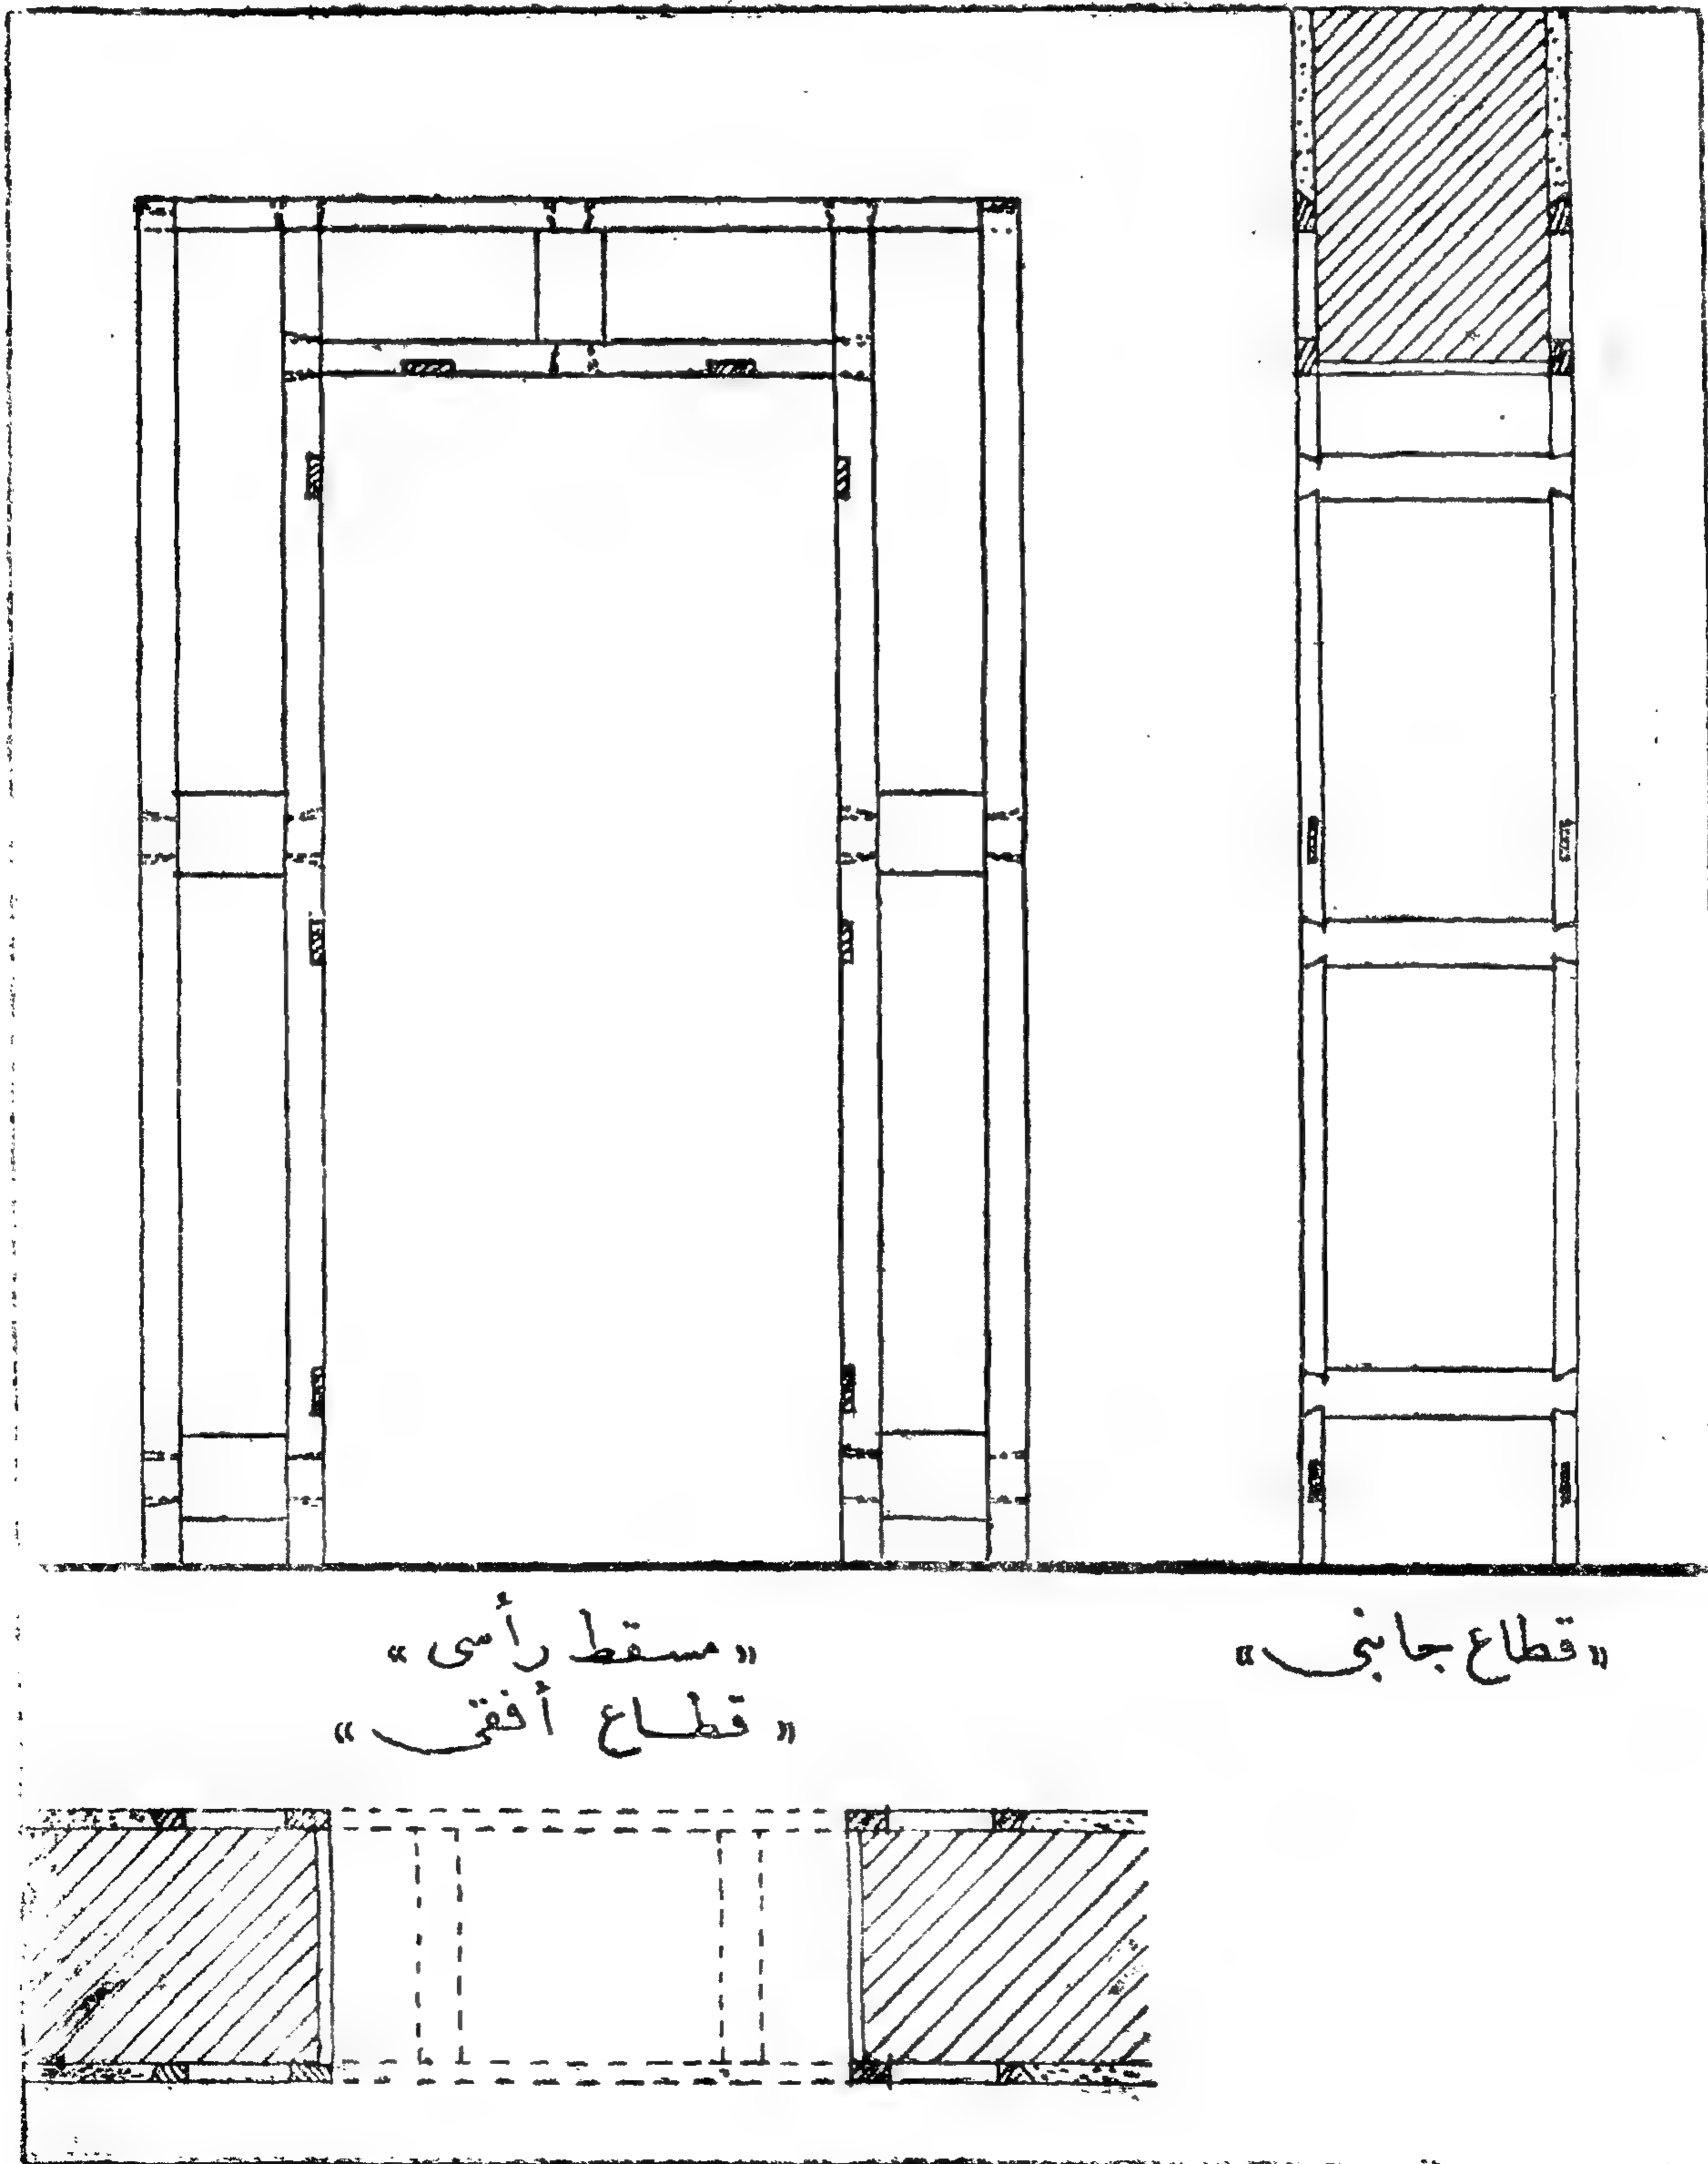 « قطاع جانبى »
« مسقط رأسى »
« قطاع أفقى »